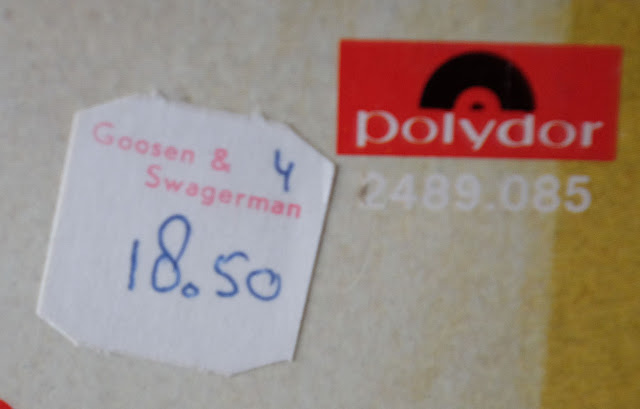 Goosen & 4
Swagerman
18.50
polydor
2489.085